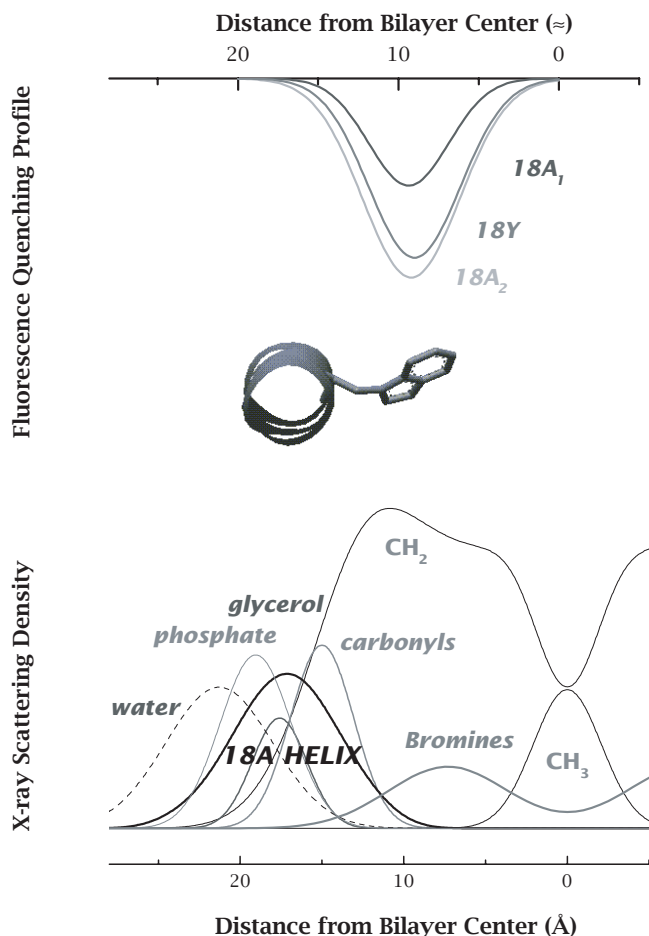 Distance from Bilayer Center (≈)
20 10 0
Fluorescence Quenching Profile
18A1
18Y
18A2
X-ray Scattering Density
CH2
glycerol
phosphate carbonyls
water
18A HELIX
Bromines
CH3
20 10 0
Distance from Bilayer Center (Å)